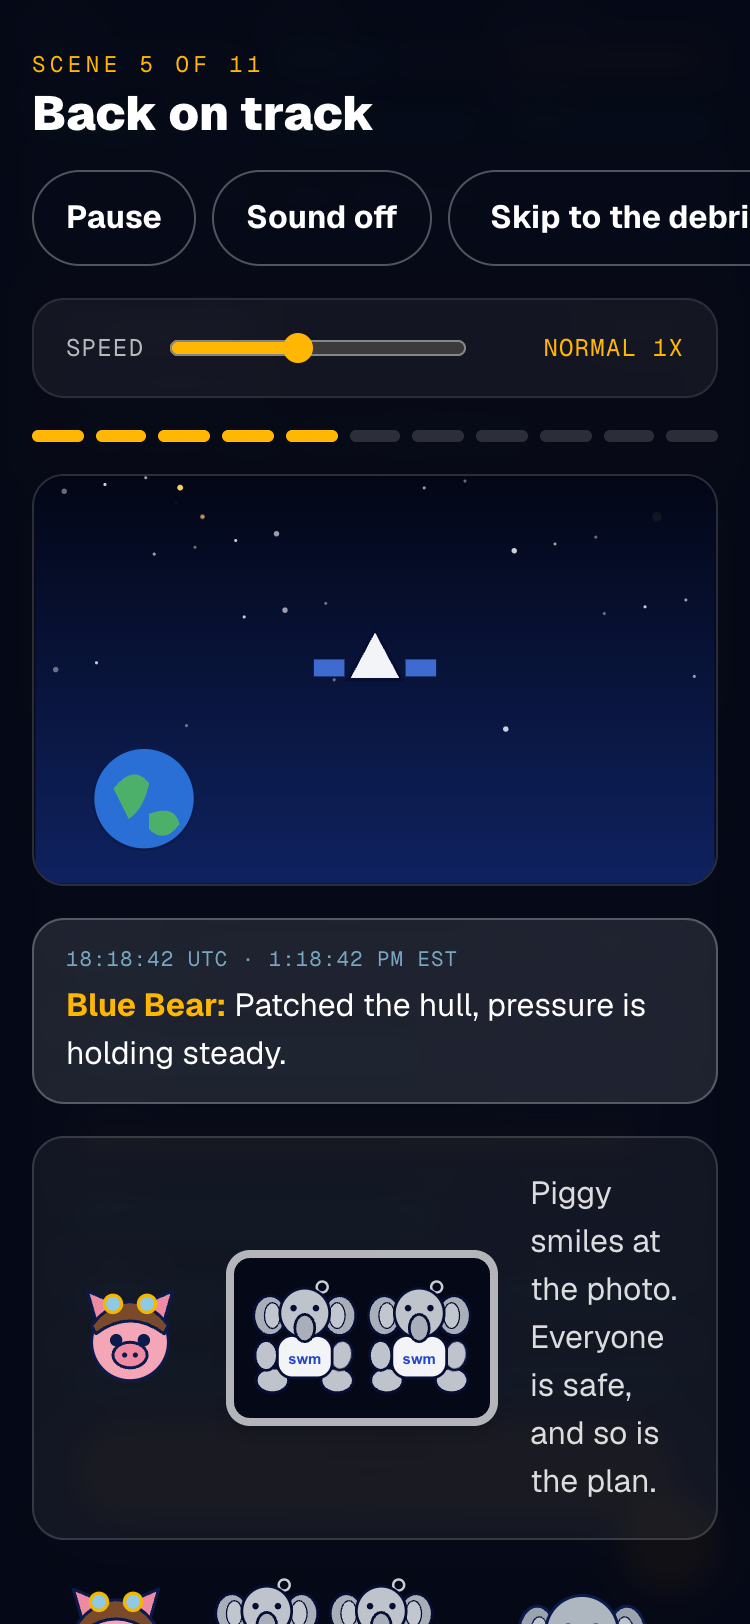 SCENE 5 OF 11
Back on track
Pause
Sound off
Skip to the debri
SPEED
NORMAL 1X
18:18:42 UTC · 1:18:42 PM EST
Blue Bear: Patched the hull, pressure is
holding steady.
swm
swm
Piggy
smiles at
the photo.
Everyone
is safe,
and so is
the plan.